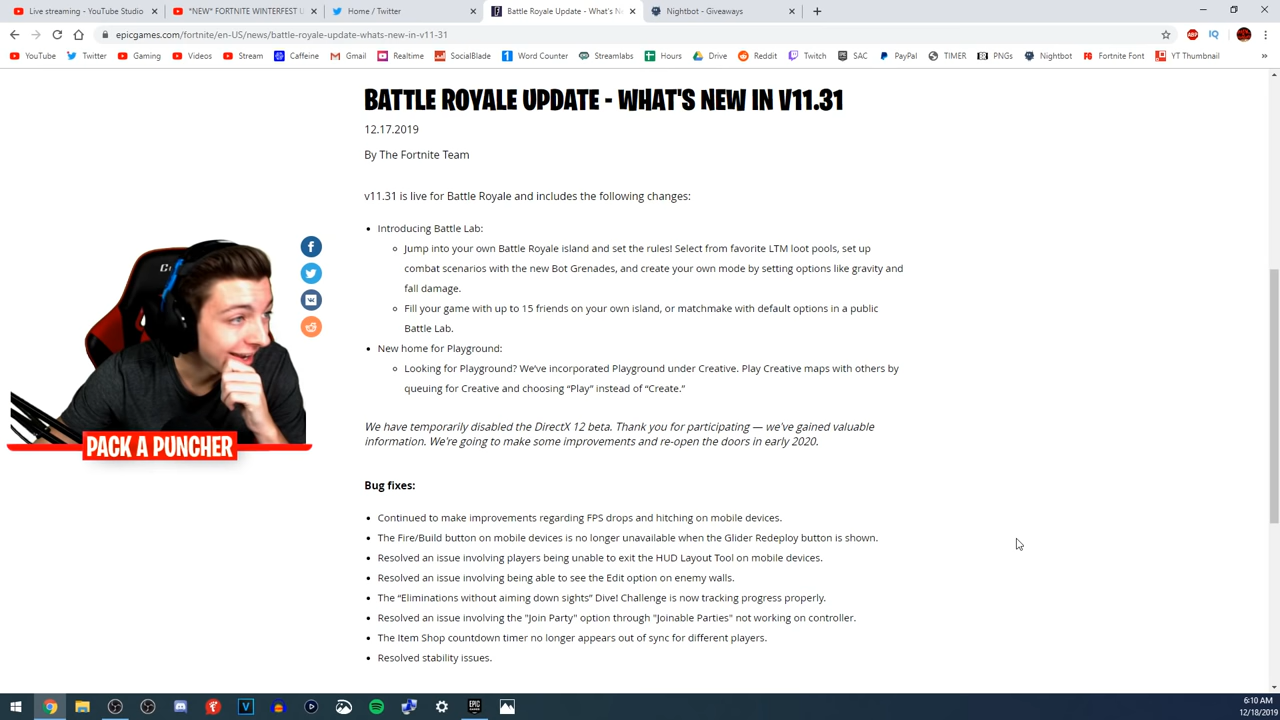 Live streaming - YouTube Studio
*NEW* FORTNITE WINTERFEST U
Home / Twitter
Battle Royale Update - What's Ne
Nightbot - Giveaways
epicgames.com/fortnite/en-US/news/battle-royale-update-whats-new-in-v11-31
YouTube Twitter Gaming Videos Stream Caffeine Gmail Realtime SocialBlade Word Counter Streamlabs Hours Drive Reddit Twitch SAC PayPal TIMER PNGs Nightbot Fortnite Font YT Thumbnail
BATTLE ROYALE UPDATE - WHAT'S NEW IN V11.31
12.17.2019
By The Fortnite Team
v11.31 is live for Battle Royale and includes the following changes:
Introducing Battle Lab:
Jump into your own Battle Royale island and set the rules! Select from favorite LTM loot pools, set up
combat scenarios with the new Bot Grenades, and create your own mode by setting options like gravity and
fall damage.
Fill your game with up to 15 friends on your own island, or matchmake with default options in a public
Battle Lab.
New home for Playground:
Looking for Playground? We've incorporated Playground under Creative. Play Creative maps with others by
queuing for Creative and choosing “Play” instead of “Create.”
We have temporarily disabled the DirectX 12 beta. Thank you for participating — we've gained valuable
information. We're going to make some improvements and re-open the doors in early 2020.
PACK A PUNCHER
Bug fixes:
Continued to make improvements regarding FPS drops and hitching on mobile devices.
The Fire/Build button on mobile devices is no longer unavailable when the Glider Redeploy button is shown.
Resolved an issue involving players being unable to exit the HUD Layout Tool on mobile devices.
Resolved an issue involving being able to see the Edit option on enemy walls.
The “Eliminations without aiming down sights” Dive! Challenge is now tracking progress properly.
Resolved an issue involving the "Join Party" option through "Joinable Parties" not working on controller.
The Item Shop countdown timer no longer appears out of sync for different players.
Resolved stability issues.
6:10 AM
12/18/2019